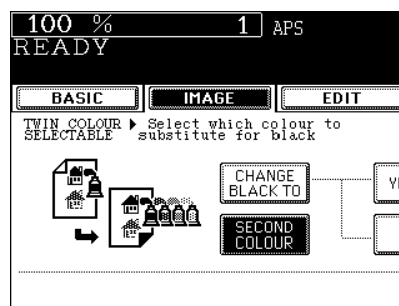 100 % 1 APS
READY
BASIC IMAGE EDIT
TWIN COLOUR ▶ Select which colour to
SELECTABLE substitute for black
CHANGE
BLACK TO
SECOND
COLOUR